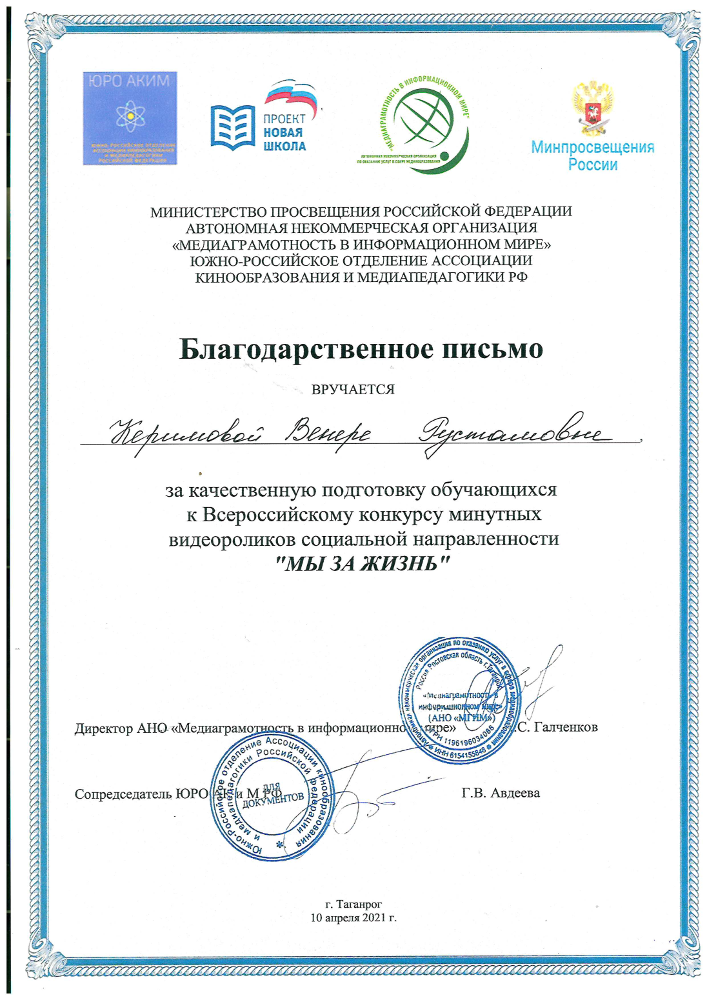 ЮРО АКИМ
ЮЖНО- РОССИЙСКОЕ ОТДЕЛЕНИЕ
АССОЦИАЦИИ КИНООБРАЗОВАНИЯ
И МЕДИАПЕДАГОГИКИ
РОССИЙСКОЙ ФЕДЕРАЦИИ
ПРОЕКТ
НОВАЯ
ШКОЛА
"МЕДИАГРАМОТНОСТЬ В ИНФОРМАЦИОННОМ МИРЕ"
АВТОНОМНАЯ НЕКОММЕРЧЕСКАЯ ОРГАНИЗАЦИЯ
ПО ОКАЗАНИЮ УСЛУГ В СФЕРЕ МЕДИАОБРАЗОВАНИЯ
Минпросвещения
России
МИНИСТЕРСТВО ПРОСВЕЩЕНИЯ РОССИЙСКОЙ ФЕДЕРАЦИИ
АВТОНОМНАЯ НЕКОММЕРЧЕСКАЯ ОРГАНИЗАЦИЯ
«МЕДИАГРАМОТНОСТЬ В ИНФОРМАЦИОННОМ МИРЕ»
ЮЖНО-РОССИЙСКОЕ ОТДЕЛЕНИЕ АССОЦИАЦИИ
КИНООБРАЗОВАНИЯ И МЕДИАПЕДАГОГИКИ РФ
Благодарственное письмо
ВРУЧАЕТСЯ
Керимовой Венере Рустамовне,
за качественную подготовку обучающихся
к Всероссийскому конкурсу минутных
видеороликов социальной направленности
"МЫ ЗА ЖИЗНЬ"
Автономная некоммерческая организация по оказанию услуг в сфере медиаобразования
Россия Ростовская область г.Таганрог
«Медиаграмотность в
информационном мире»
(АНО «МГИМ»)
ОГРН 1196196034088
ИНН 6154155848
Директор АНО «Медиаграмотность в информационном мире» С. Галченков
Южно-Российское отделение Ассоциации кинообразования
и медиапедагогики Российской Федерации
ДЛЯ
ДОКУМЕНТОВ
Сопредседатель ЮРО АК и М РФ Г.В. Авдеева
г. Таганрог
10 апреля 2021 г.